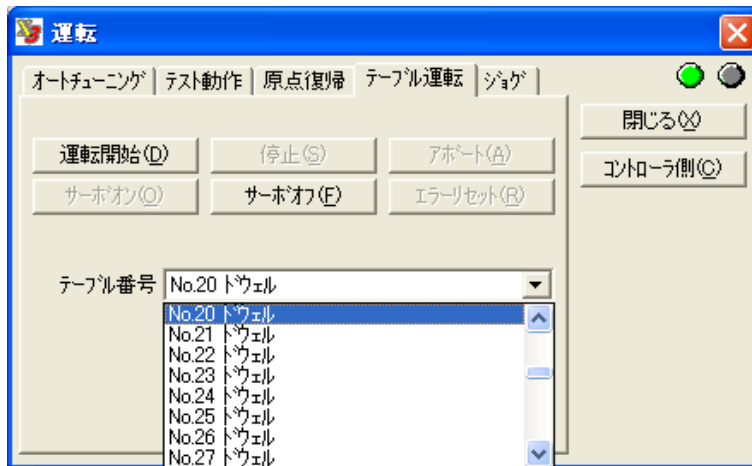 運転
オートチューニング テスト動作 原点復帰 テーブル運転 ジョグ
閉じる(X)
運転開始(D) 停止(S) アボート(A)
コントローラ側(C)
サーボオン(O) サーボオフ(F) エラーリセット(R)
テーブル番号 No.20 ドウェル
No.20 ドウェル
No.21 ドウェル
No.22 ドウェル
No.23 ドウェル
No.24 ドウェル
No.25 ドウェル
No.26 ドウェル
No.27 ドウェル